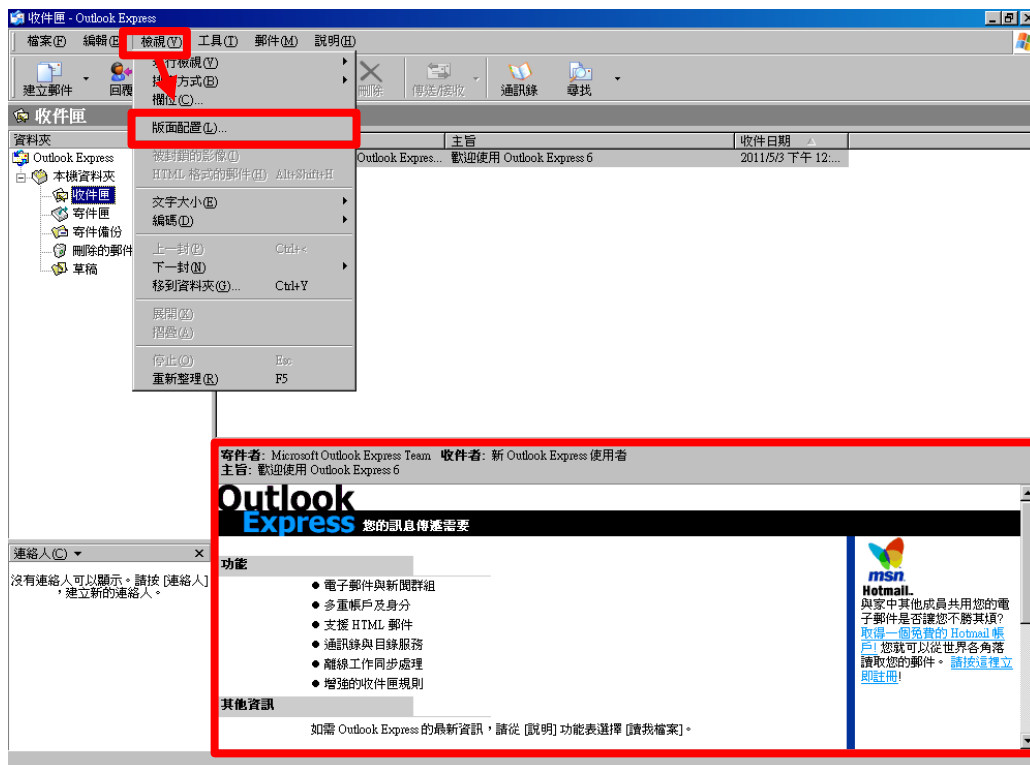 收件匣 - Outlook Express
檔案(F) 編輯(E) 檢視(V) 工具(T) 郵件(M) 說明(H)
建立郵件 回覆 刪除 傳送/接收 通訊錄 尋找
現行檢視(V)
排列方式(B)
欄位(C)...
版面配置(L)...
被封鎖的影像(I)
HTML 格式的郵件(H) Alt+Shift+H
文字大小(E)
編碼(D)
上一封(P) Ctrl+<
下一封(N)
移到資料夾(G)... Ctrl+Y
展開(X)
摺疊(A)
停止(O) Esc
重新整理(R) F5
收件匣
資料夾
Outlook Express
本機資料夾
收件匣
寄件匣
寄件備份
刪除的郵件
草稿
主旨 收件日期
Outlook Expres... 歡迎使用 Outlook Express 6 2011/5/3 下午 12:...
寄件者: Microsoft Outlook Express Team 收件者: 新 Outlook Express 使用者
主旨: 歡迎使用 Outlook Express 6
Outlook
Express 您的訊息傳遞需要
功能
電子郵件與新聞群組
多重帳戶及身分
支援 HTML 郵件
通訊錄與目錄服務
離線工作同步處理
增強的收件匣規則
其他資訊
如需 Outlook Express 的最新資訊,請從 [說明] 功能表選擇 [讀我檔案]。
msn
Hotmail
與家中其他成員共用您的電
子郵件是否讓您不勝其煩?
取得一個免費的 Hotmail 帳
戶! 您就可以從世界各角落
讀取您的郵件。 請按這裡立
即註冊!
連絡人(C)
沒有連絡人可以顯示。請按 [連絡人]
,建立新的連絡人。